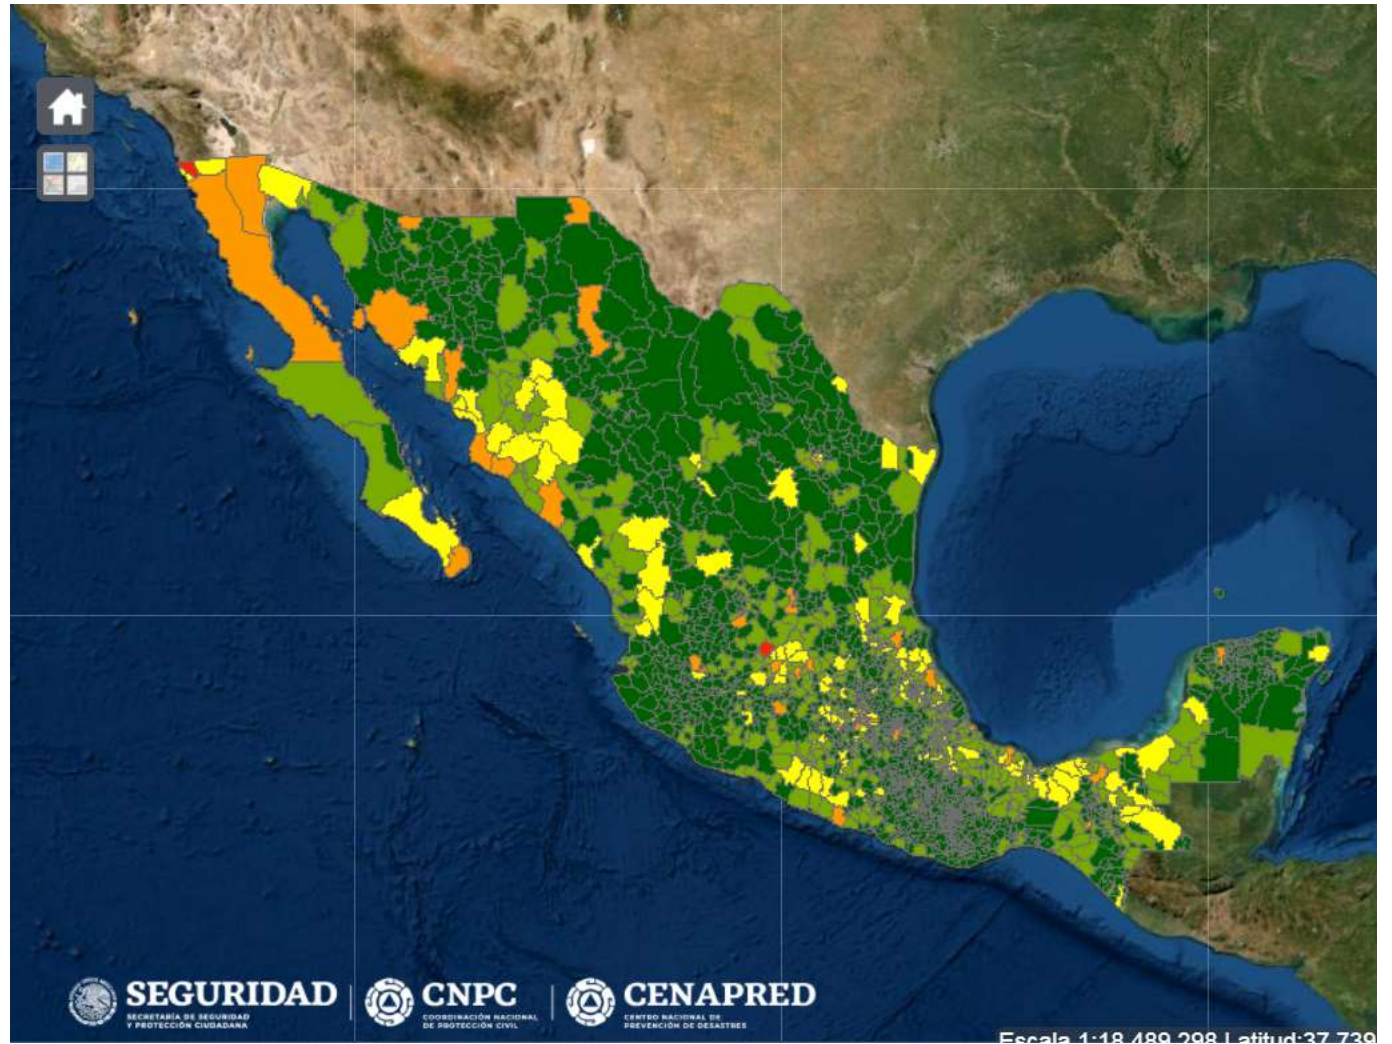 SEGURIDAD
SECRETARÍA DE SEGURIDAD
Y PROTECCIÓN CIUDADANA
CNPC
COORDINACIÓN NACIONAL
DE PROTECCIÓN CIVIL
CENAPRED
CENTRO NACIONAL DE
PREVENCIÓN DE DESASTRES
Escala 1:18,489,298 | Latitud:37.739